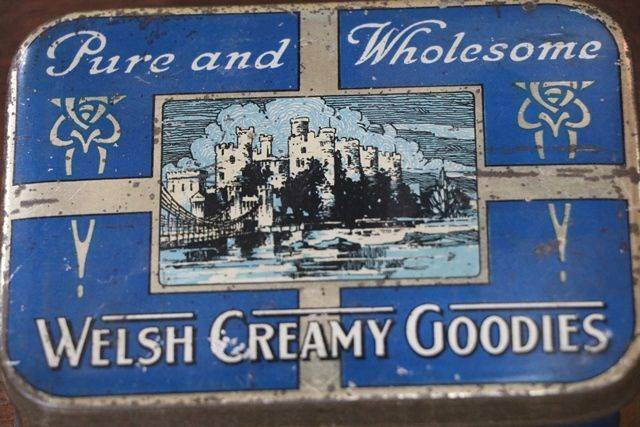 Pure and Wholesome
WELSH CREAMY GOODIES